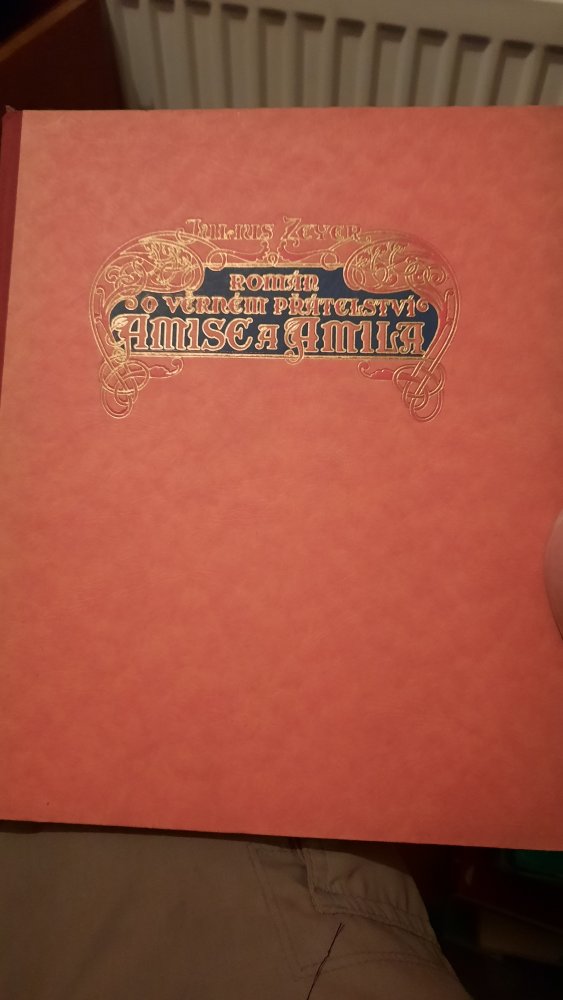 JULIUS ZEYER
ROMÁN
O VĚRNÉM PŘÁTELSTVÍ
AMISE A AMILA